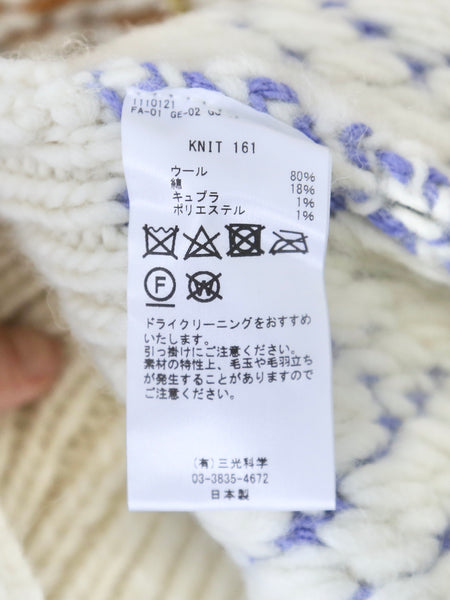 1110121
FA-01 GE-02
KNIT 161
ウール 80%
綿 18%
キュプラ 1%
ポリエステル 1%
F W
ドライクリーニングをおすすめ
いたします。
引っ掛けにご注意ください。
素材の特性上、毛玉や毛羽立ち
が発生することがありますので
ご注意ください。
(有)三光科学
03-3835-4672
日本製